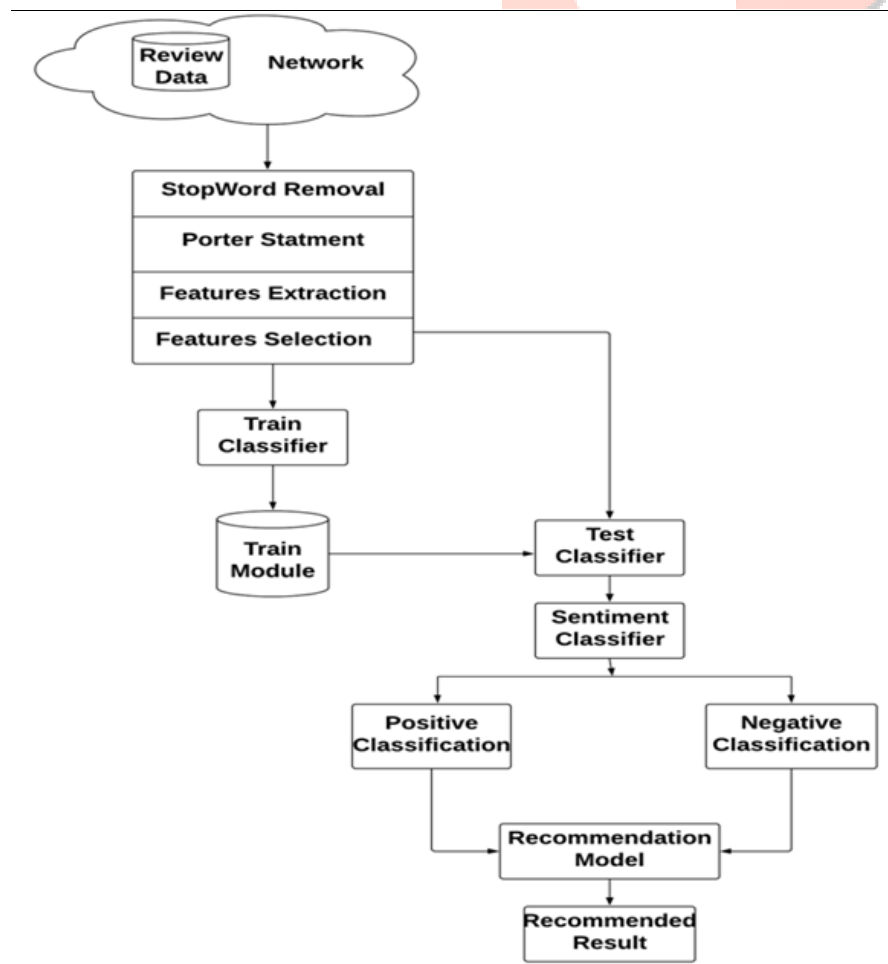 Review
Data
Network
StopWord Removal
Porter Statment
Features Extraction
Features Selection
Train
Classifier
Train
Module
Test
Classifier
Sentiment
Classifier
Positive
Classification
Negative
Classification
Recommendation
Model
Recommended
Result